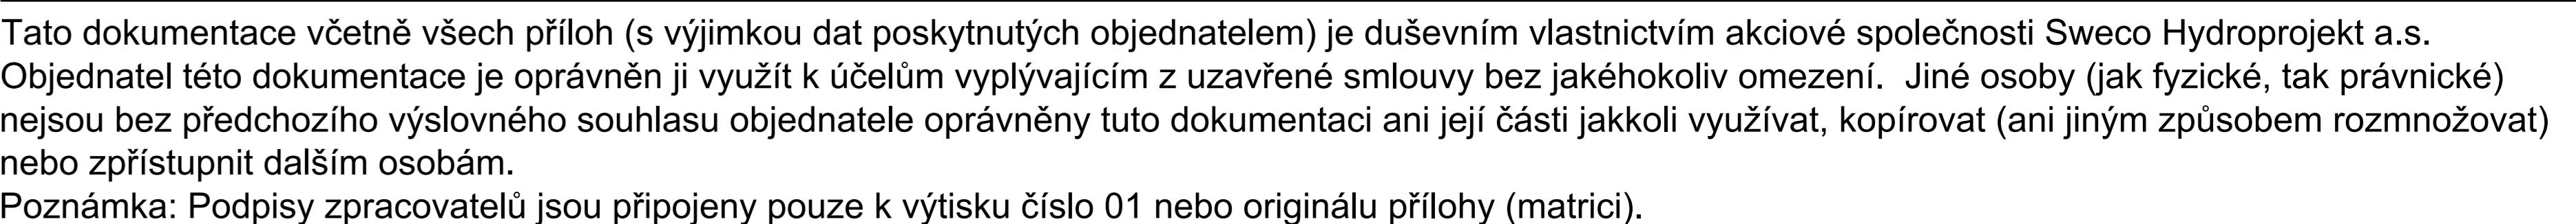 Tato dokumentace včetně všech příloh (s výjimkou dat poskytnutých objednatelem) je duševním vlastnictvím akciové společnosti Sweco Hydroprojekt a.s.
Objednatel této dokumentace je oprávněn ji využít k účelům vyplývajícím z uzavřené smlouvy bez jakéhokoliv omezení.  Jiné osoby (jak fyzické, tak právnické)
nejsou bez předchozího výslovného souhlasu objednatele oprávněny tuto dokumentaci ani její části jakkoli využívat, kopírovat (ani jiným způsobem rozmnožovat)
nebo zpřístupnit dalším osobám.
Poznámka: Podpisy zpracovatelů jsou připojeny pouze k výtisku číslo 01 nebo originálu přílohy (matrici).